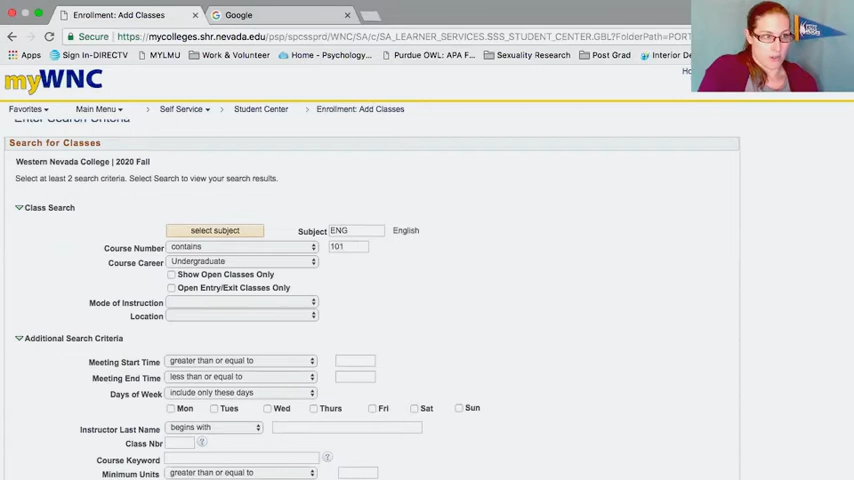 Enrollment: Add Classes
Google
Secure https://mycolleges.shr.nevada.edu/psp/spcssprd/WNC/SA/c/SA_LEARNER_SERVICES.SSS_STUDENT_CENTER.GBL?FolderPath=PORT
Apps Sign In-DIRECTV MYLMU Work & Volunteer Home - Psychology... Purdue OWL: APA F... Sexuality Research Post Grad Interior De
myWNC
Ho
Favorites Main Menu Self Service Student Center Enrollment: Add Classes
Enter Search Criteria
Search for Classes
Western Nevada College | 2020 Fall
Select at least 2 search criteria. Select Search to view your search results.
Class Search
select subject Subject ENG English
Course Number contains 101
Course Career Undergraduate
Show Open Classes Only
Open Entry/Exit Classes Only
Mode of Instruction
Location
Additional Search Criteria
Meeting Start Time greater than or equal to
Meeting End Time less than or equal to
Days of Week include only these days
Mon Tues Wed Thurs Fri Sat Sun
Instructor Last Name begins with
Class Nbr ?
Course Keyword ?
Minimum Units greater than or equal to